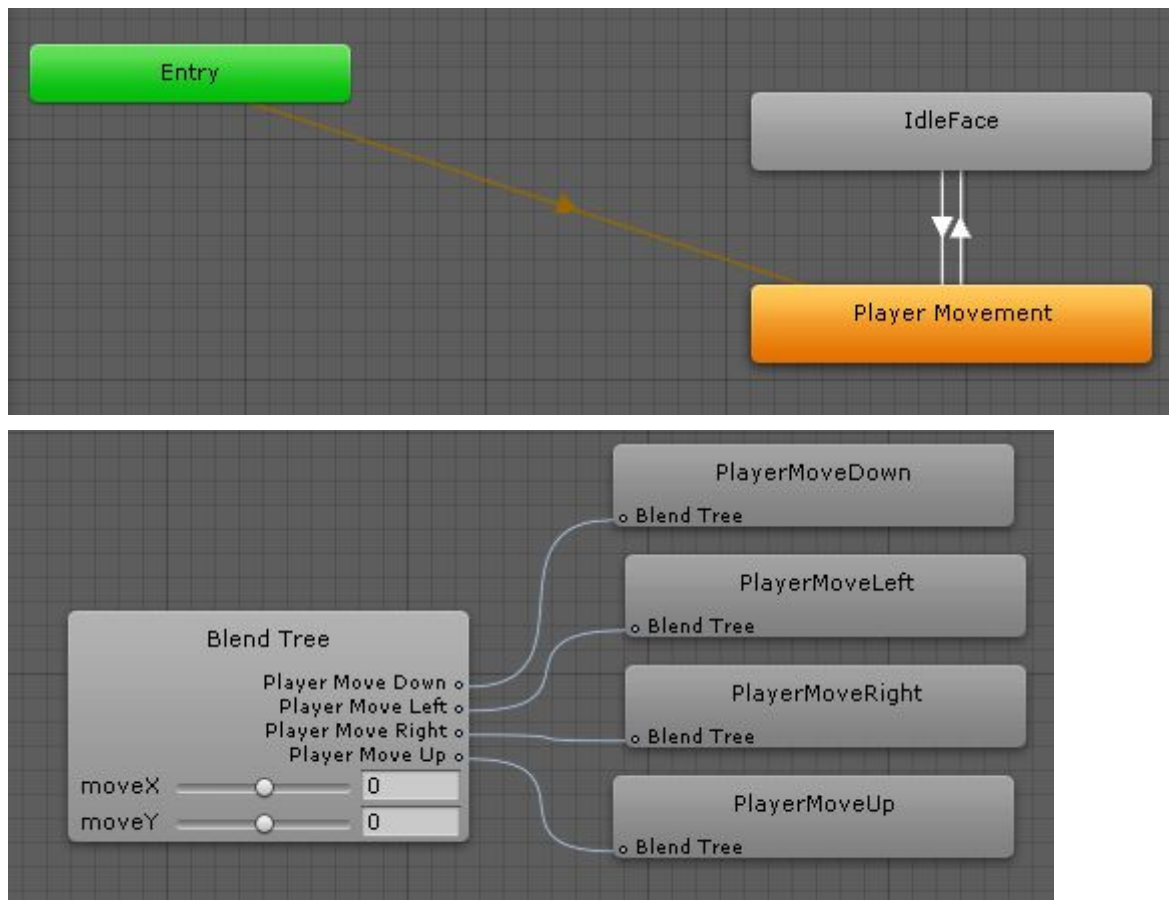 Entry
IdleFace
Player Movement
PlayerMoveDown
Blend Tree
PlayerMoveLeft
Blend Tree
Blend Tree
Player Move Down
Player Move Left
Player Move Right
Player Move Up
moveX 0
moveY 0
PlayerMoveRight
Blend Tree
PlayerMoveUp
Blend Tree